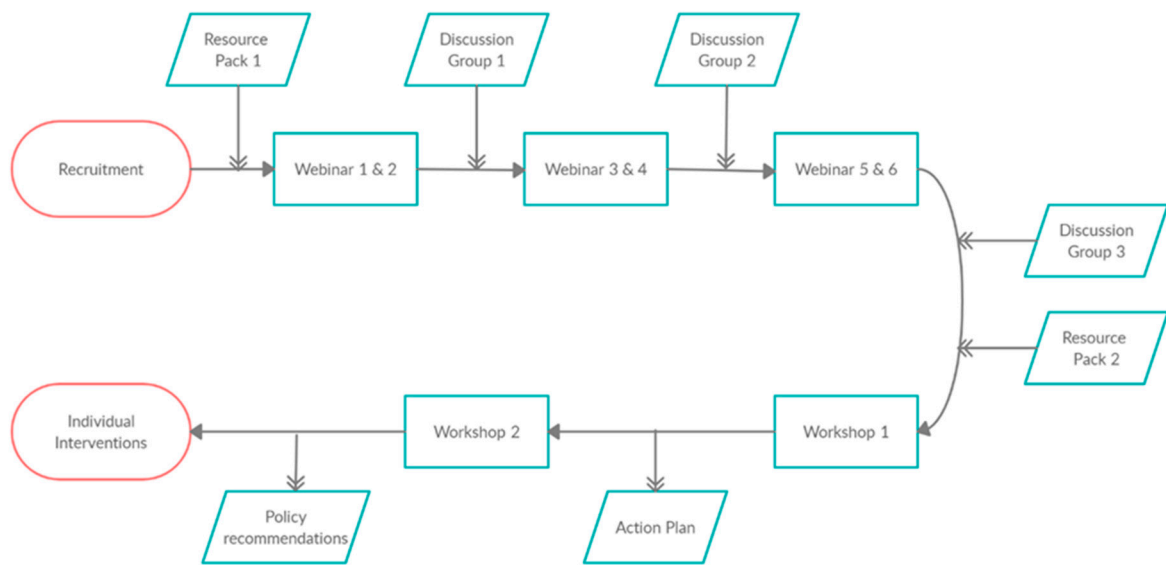 Resource
Pack 1
Discussion
Group 1
Discussion
Group 2
Recruitment
Webinar 1 & 2
Webinar 3 & 4
Webinar 5 & 6
Discussion
Group 3
Resource
Pack 2
Individual
Interventions
Workshop 2
Workshop 1
Policy
recommendations
Action Plan